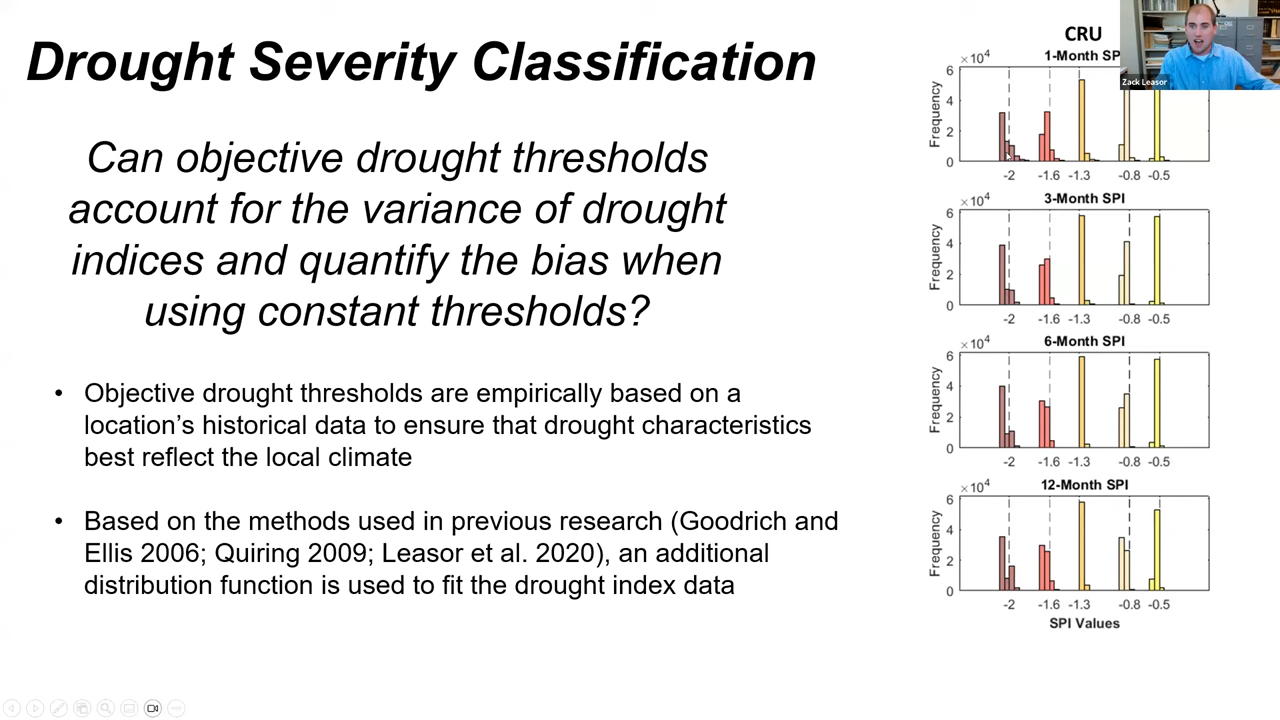 Drought Severity Classification
Can objective drought thresholds
account for the variance of drought
indices and quantify the bias when
using constant thresholds?
• Objective drought thresholds are empirically based on a
location's historical data to ensure that drought characteristics
best reflect the local climate
• Based on the methods used in previous research (Goodrich and
Ellis 2006; Quiring 2009; Leasor et al. 2020), an additional
distribution function is used to fit the drought index data
CRU
1-Month SP
×10⁴
6
4
2
0
Frequency
-2 -1.6 -1.3 -0.8 -0.5
3-Month SPI
×10⁴
6
4
2
0
Frequency
-2 -1.6 -1.3 -0.8 -0.5
6-Month SPI
×10⁴
6
4
2
0
Frequency
-2 -1.6 -1.3 -0.8 -0.5
12-Month SPI
×10⁴
6
4
2
0
Frequency
-2 -1.6 -1.3 -0.8 -0.5
SPI Values
Zack Leasor